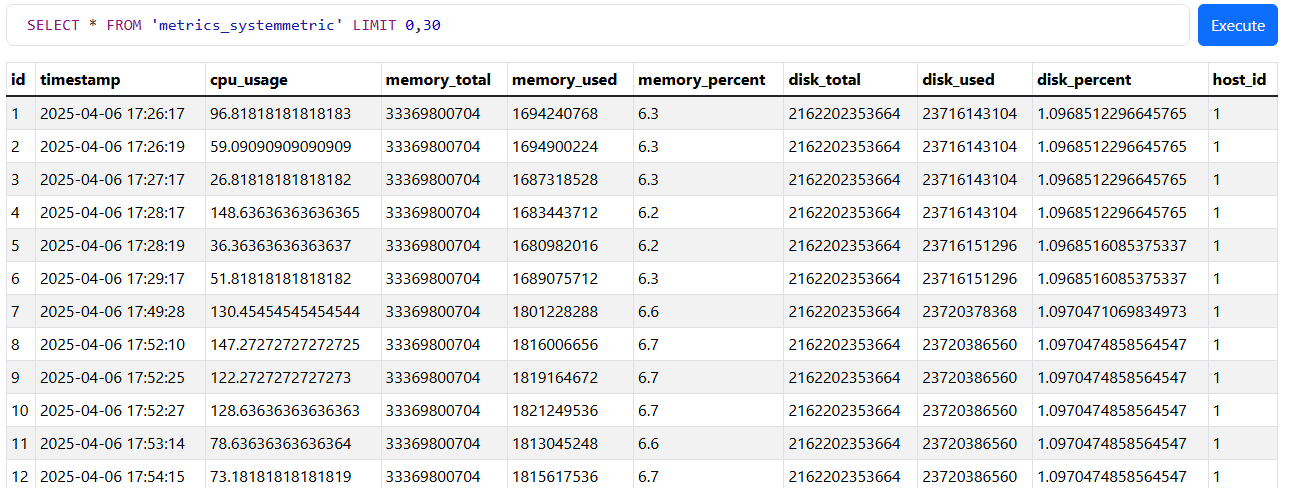 SELECT * FROM 'metrics_systemmetric' LIMIT 0,30 Execute
id timestamp cpu_usage memory_total memory_used memory_percent disk_total disk_used disk_percent host_id
1 2025-04-06 17:26:17 96.81818181818183 33369800704 1694240768 6.3 2162202353664 23716143104 1.0968512296645765 1
2 2025-04-06 17:26:19 59.09090909090909 33369800704 1694900224 6.3 2162202353664 23716143104 1.0968512296645765 1
3 2025-04-06 17:27:17 26.81818181818182 33369800704 1687318528 6.3 2162202353664 23716143104 1.0968512296645765 1
4 2025-04-06 17:28:17 148.63636363636365 33369800704 1683443712 6.2 2162202353664 23716143104 1.0968512296645765 1
5 2025-04-06 17:28:19 36.36363636363637 33369800704 1680982016 6.2 2162202353664 23716151296 1.0968516085375337 1
6 2025-04-06 17:29:17 51.81818181818182 33369800704 1689075712 6.3 2162202353664 23716151296 1.0968516085375337 1
7 2025-04-06 17:49:28 130.45454545454544 33369800704 1801228288 6.6 2162202353664 23720378368 1.0970471069834973 1
8 2025-04-06 17:52:10 147.27272727272725 33369800704 1816006656 6.7 2162202353664 23720386560 1.0970474858564547 1
9 2025-04-06 17:52:25 122.2727272727273 33369800704 1819164672 6.7 2162202353664 23720386560 1.0970474858564547 1
10 2025-04-06 17:52:27 128.63636363636363 33369800704 1821249536 6.7 2162202353664 23720386560 1.0970474858564547 1
11 2025-04-06 17:53:14 78.63636363636364 33369800704 1813045248 6.6 2162202353664 23720386560 1.0970474858564547 1
12 2025-04-06 17:54:15 73.18181818181819 33369800704 1815617536 6.7 2162202353664 23720386560 1.0970474858564547 1